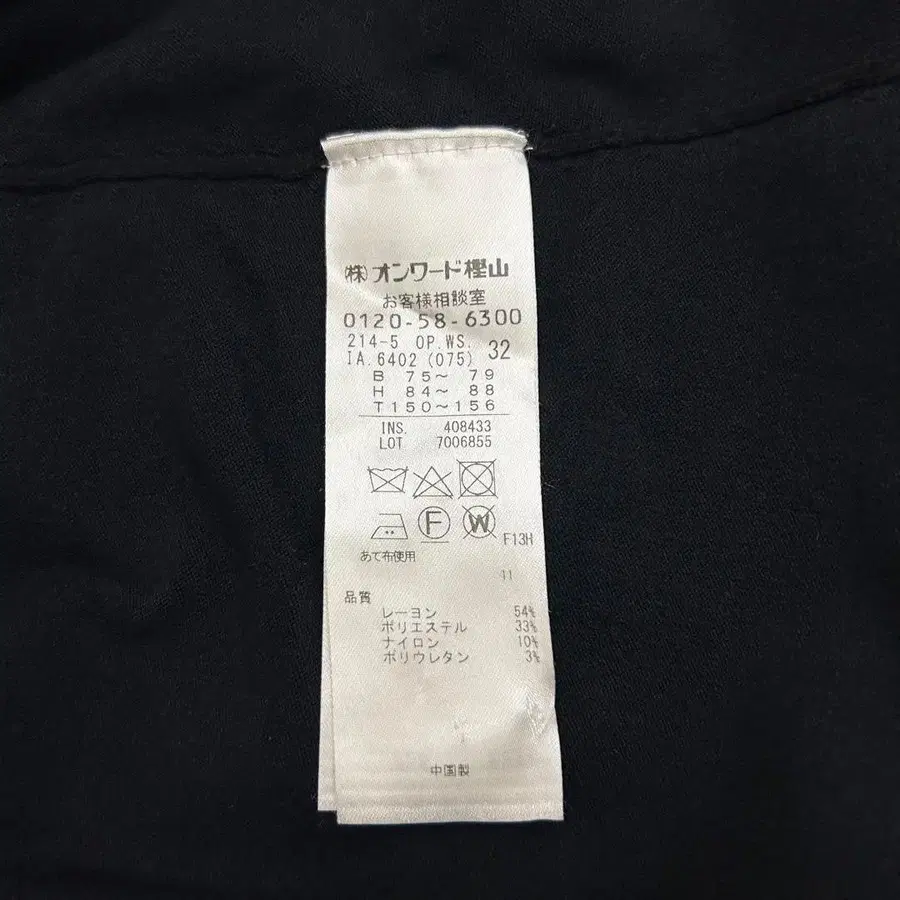 ㈱オンワード樫山
お客様相談室
0120-58-6300
214-5 OP.WS. 32
IA.6402 (075)
B 75～ 79
H 84～ 88
T150～156
INS. 408433
LOT 7006855
F W F13H
あて布使用
11
品質
レーヨン 54%
ポリエステル 33%
ナイロン 10%
ポリウレタン 3%
中国製